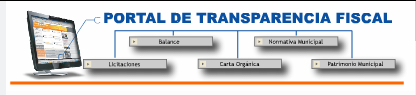 PORTAL DE TRANSPARENCIA FISCAL
Balance
Normativa Municipal
Licitaciones
Carta Orgánica
Patrimonio Municipal